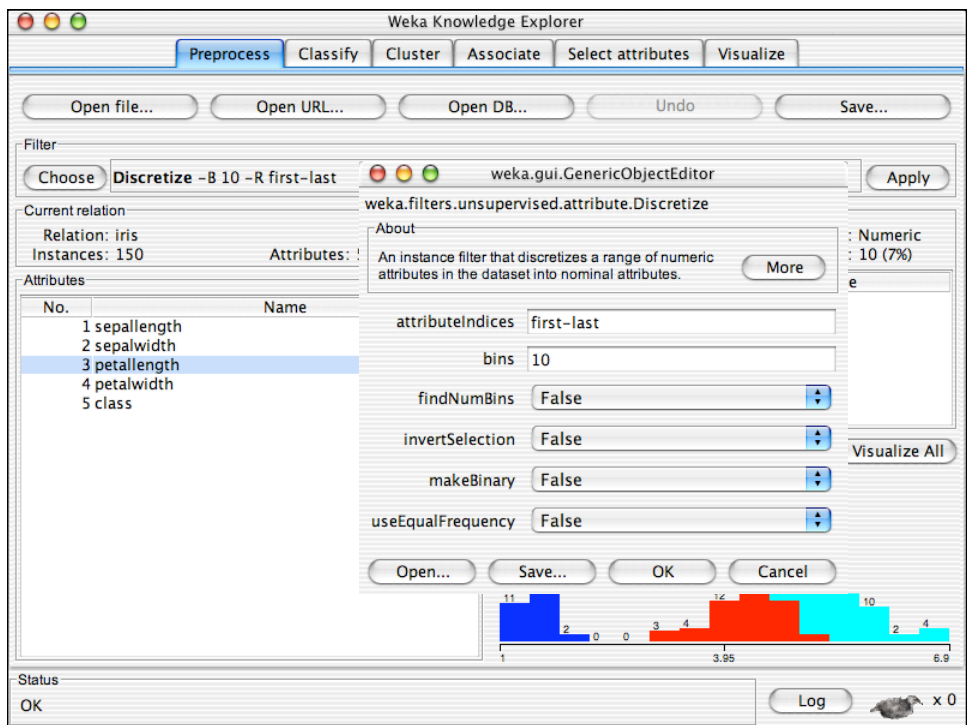 Weka Knowledge Explorer
Preprocess Classify Cluster Associate Select attributes Visualize
Open file... Open URL... Open DB... Undo Save...
Filter
Choose Discretize -B 10 -R first-last Apply
Current relation
Relation: iris
Instances: 150 Attributes:
: Numeric
: 10 (7%)
e
Attributes
No. Name
1 sepallength
2 sepalwidth
3 petallength
4 petalwidth
5 class
weka.gui.GenericObjectEditor
weka.filters.unsupervised.attribute.Discretize
About
An instance filter that discretizes a range of numeric
attributes in the dataset into nominal attributes.
More
attributeIndices first-last
bins 10
findNumBins False
invertSelection False
makeBinary False
useEqualFrequency False
Open... Save... OK Cancel
Visualize All
11 2 0 0 3 4 12 10 2 4
1 3.95 6.9
Status
OK
Log x 0